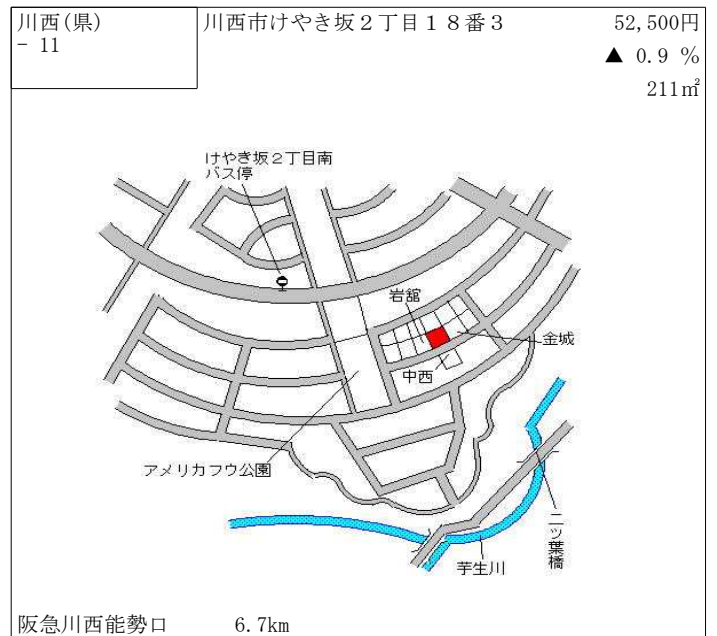 川西(県)
- 11
川西市けやき坂２丁目１８番３
52,500円
▲ 0.9 %
211㎡
けやき坂２丁目南
バス停
岩舘
金城
中西
アメリカフウ公園
二ッ葉橋
芋生川
阪急川西能勢口 6.7km